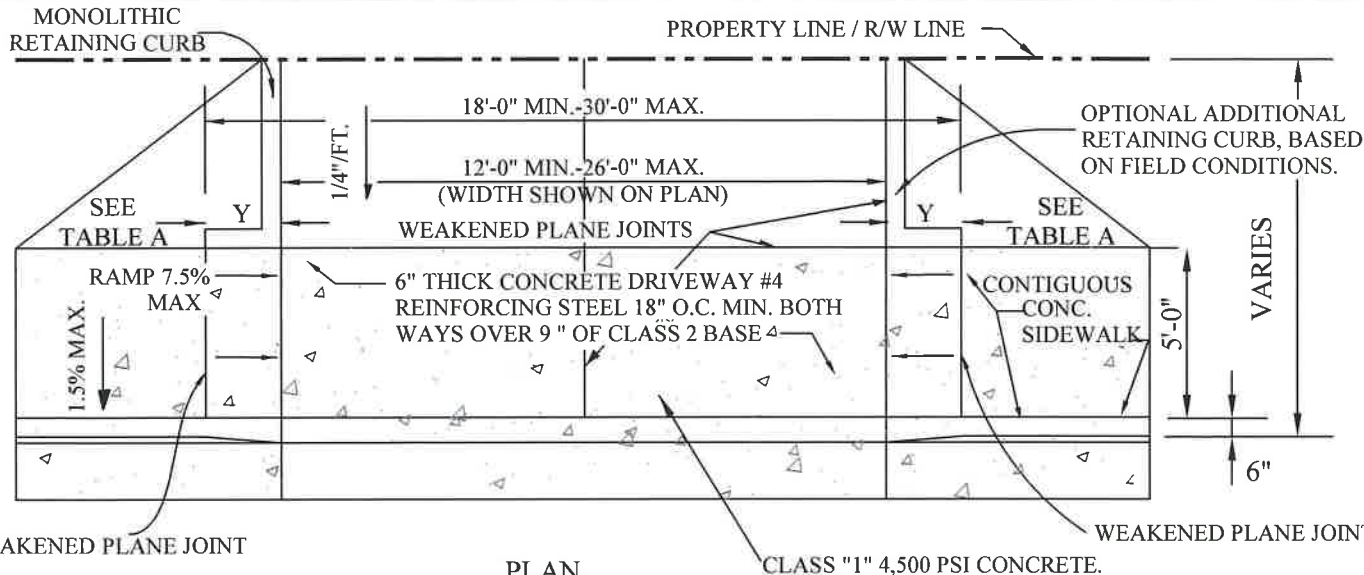 MONOLITHIC
RETAINING CURB
PROPERTY LINE / R/W LINE
18'-0" MIN.-30'-0" MAX.
OPTIONAL ADDITIONAL
RETAINING CURB, BASED
ON FIELD CONDITIONS.
1/4"/FT.
12'-0" MIN.-26'-0" MAX.
(WIDTH SHOWN ON PLAN)
SEE
TABLE A
Y
WEAKENED PLANE JOINTS
Y
SEE
TABLE A
VARIES
RAMP 7.5%
MAX
6" THICK CONCRETE DRIVEWAY #4
REINFORCING STEEL 18" O.C. MIN. BOTH
WAYS OVER 9 " OF CLASS 2 BASE
CONTIGUOUS
CONC.
SIDEWALK
5'-0"
1.5% MAX.
6"
AKENED PLANE JOINT
WEAKENED PLANE JOIN
PLAN
CLASS "1" 4,500 PSI CONCRETE.